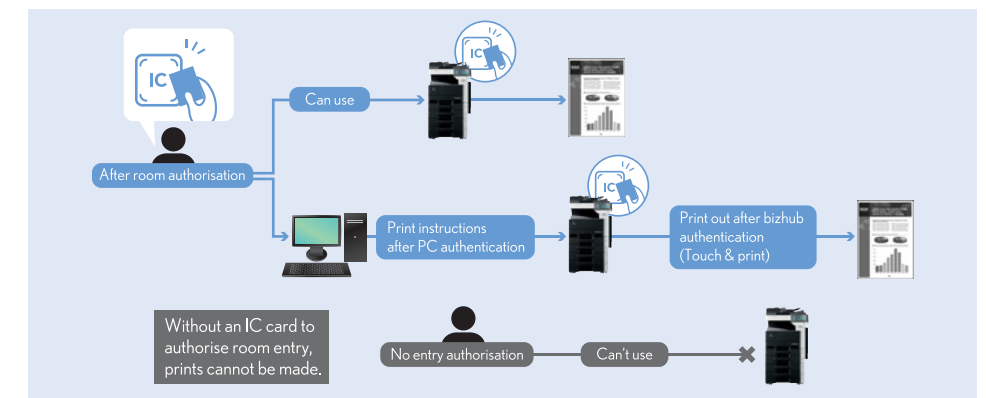 IC
After room authorisation
Can use
IC
Print instructions
after PC authentication
IC
Print out after bizhub
authentication
(Touch & print)
Without an IC card to
authorise room entry,
prints cannot be made.
No entry authorisation
Can't use